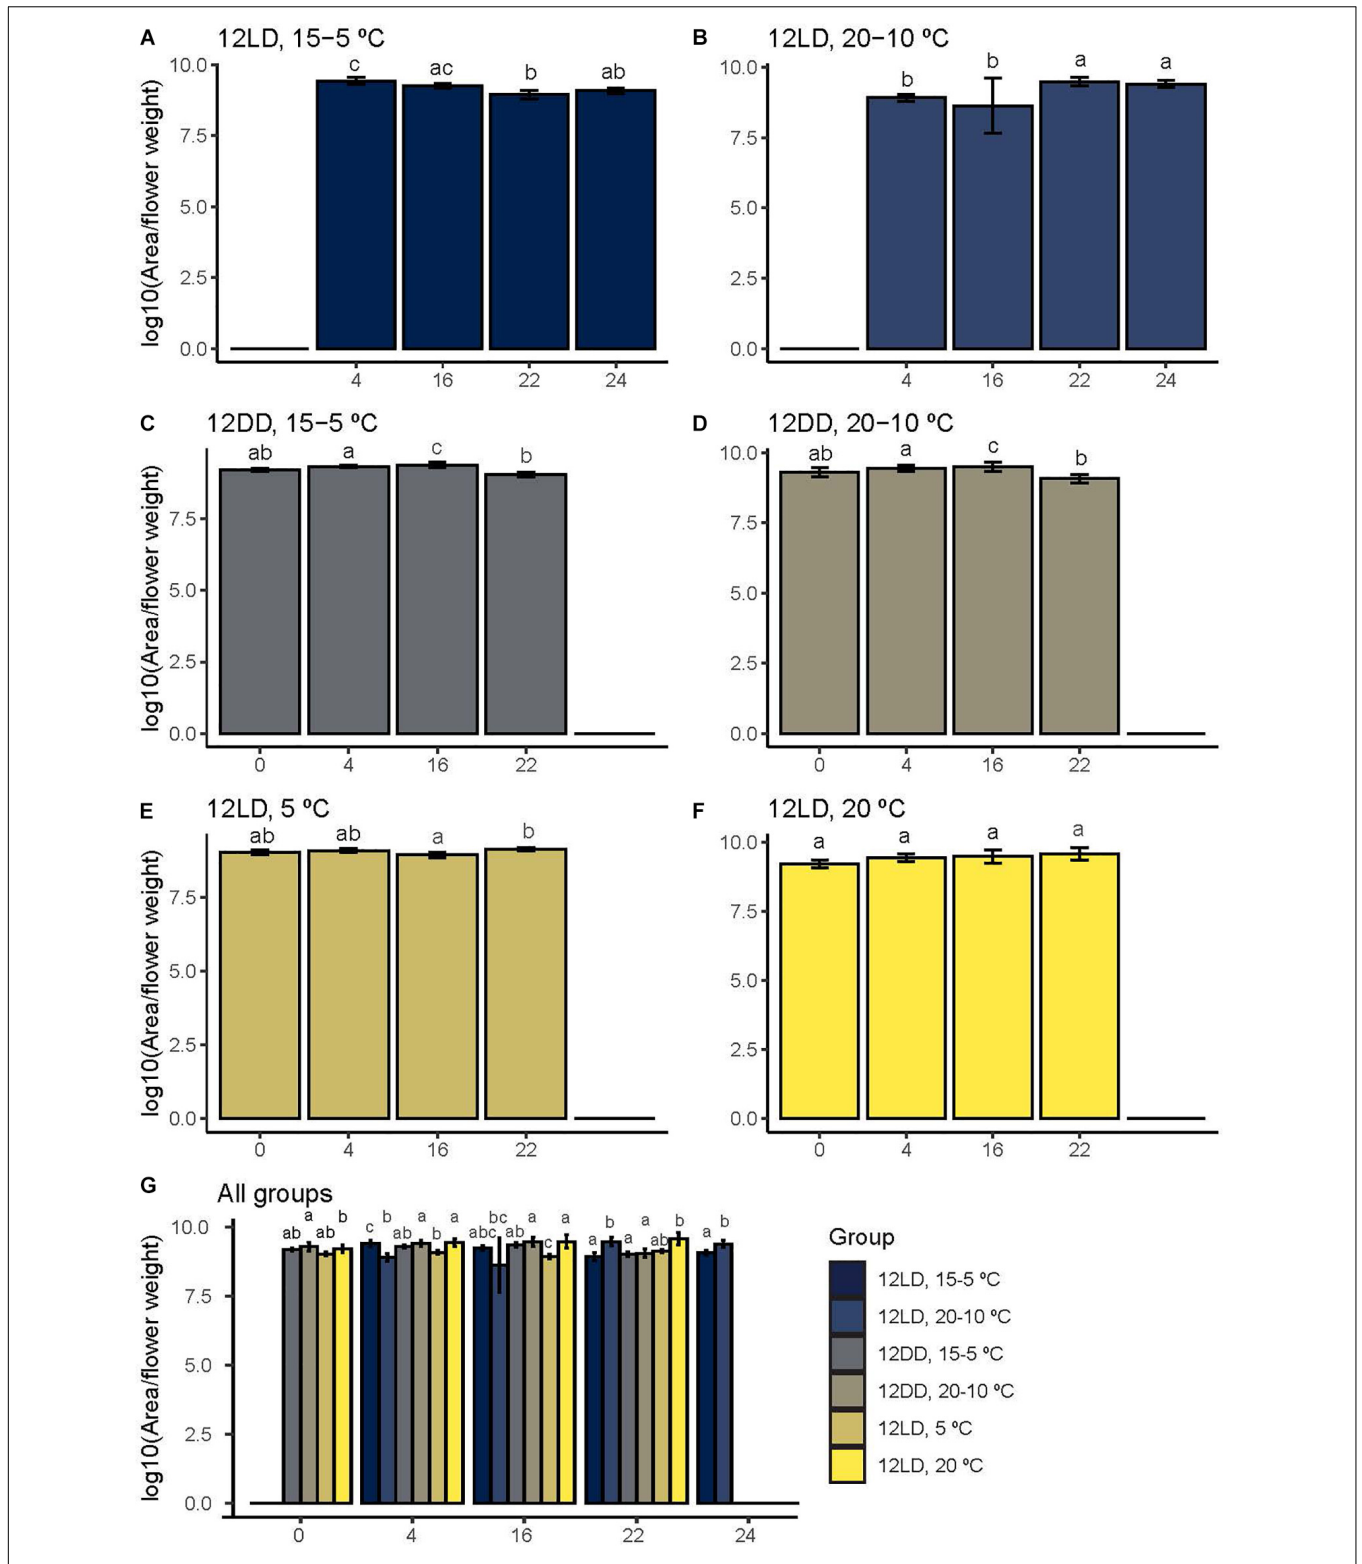 A 12LD, 15−5 ºC
log10(Area/flower weight)
10.0
7.5
5.0
2.5
0.0
c ac b ab
4 16 22 24
B 12LD, 20−10 ºC
10.0
7.5
5.0
2.5
0.0
b b a a
4 16 22 24
C 12DD, 15−5 ºC
log10(Area/flower weight)
7.5
5.0
2.5
0.0
ab a c b
0 4 16 22
D 12DD, 20−10 ºC
10.0
7.5
5.0
2.5
0.0
ab a c b
0 4 16 22
E 12LD, 5 ºC
log10(Area/flower weight)
7.5
5.0
2.5
0.0
ab ab a b
0 4 16 22
F 12LD, 20 ºC
10.0
7.5
5.0
2.5
0.0
a a a a
0 4 16 22
G All groups
log10(Area/flower weight)
10.0
7.5
5.0
2.5
0.0
ab a ab b
c b ab a b a
abc bc ab a c a
a b a a ab b
a b
0 4 16 22 24
Group
12LD, 15-5 ºC
12LD, 20-10 ºC
12DD, 15-5 ºC
12DD, 20-10 ºC
12LD, 5 ºC
12LD, 20 ºC